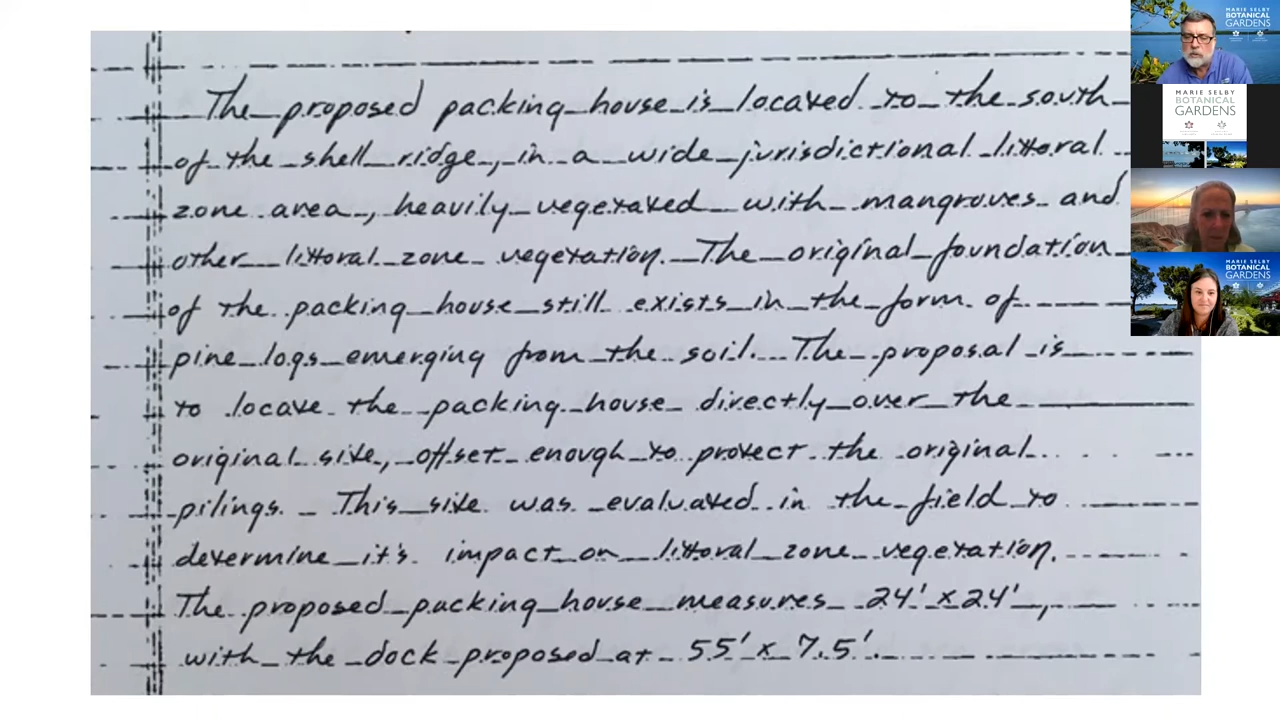 The proposed packing house is located to the south
of the shell ridge, in a wide jurisdictional littoral
zone area, heavily vegetated with mangroves and
other littoral zone vegetation. The original foundation
of the packing house still exists in the form of
pine logs emerging from the soil. The proposal is
to locate the packing house directly over the
original site, offset enough to protect the original
pilings. This site was evaluated in the field to
determine it's impact on littoral zone vegetation.
The proposed packing house measures 24' x 24',
with the dock proposed at 55' x 7.5'.
MARIE SELBY
BOTANICAL
GARDENS
MARIE SELBY
BOTANICAL
GARDENS
MARIE SELBY
BOTANICAL
GARDENS